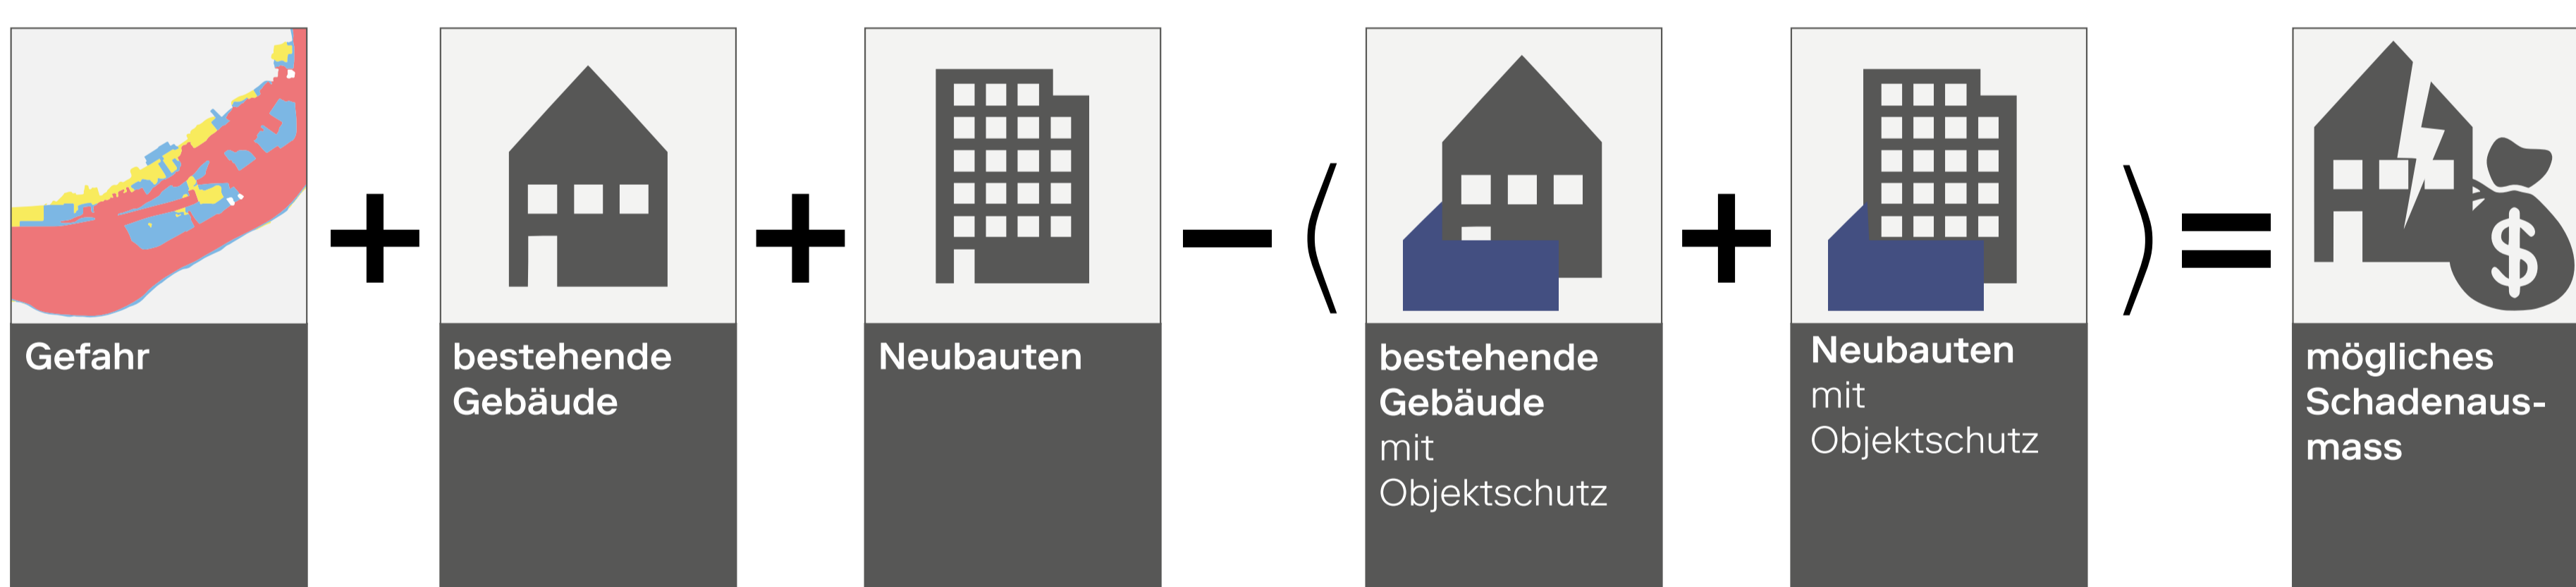 Gefahr
+
bestehende
Gebäude
+
Neubauten
–
⟨
bestehende
Gebäude
mit
Objektschutz
+
Neubauten
mit
Objektschutz
⟩
=
$
mögliches
Schadenaus-
mass